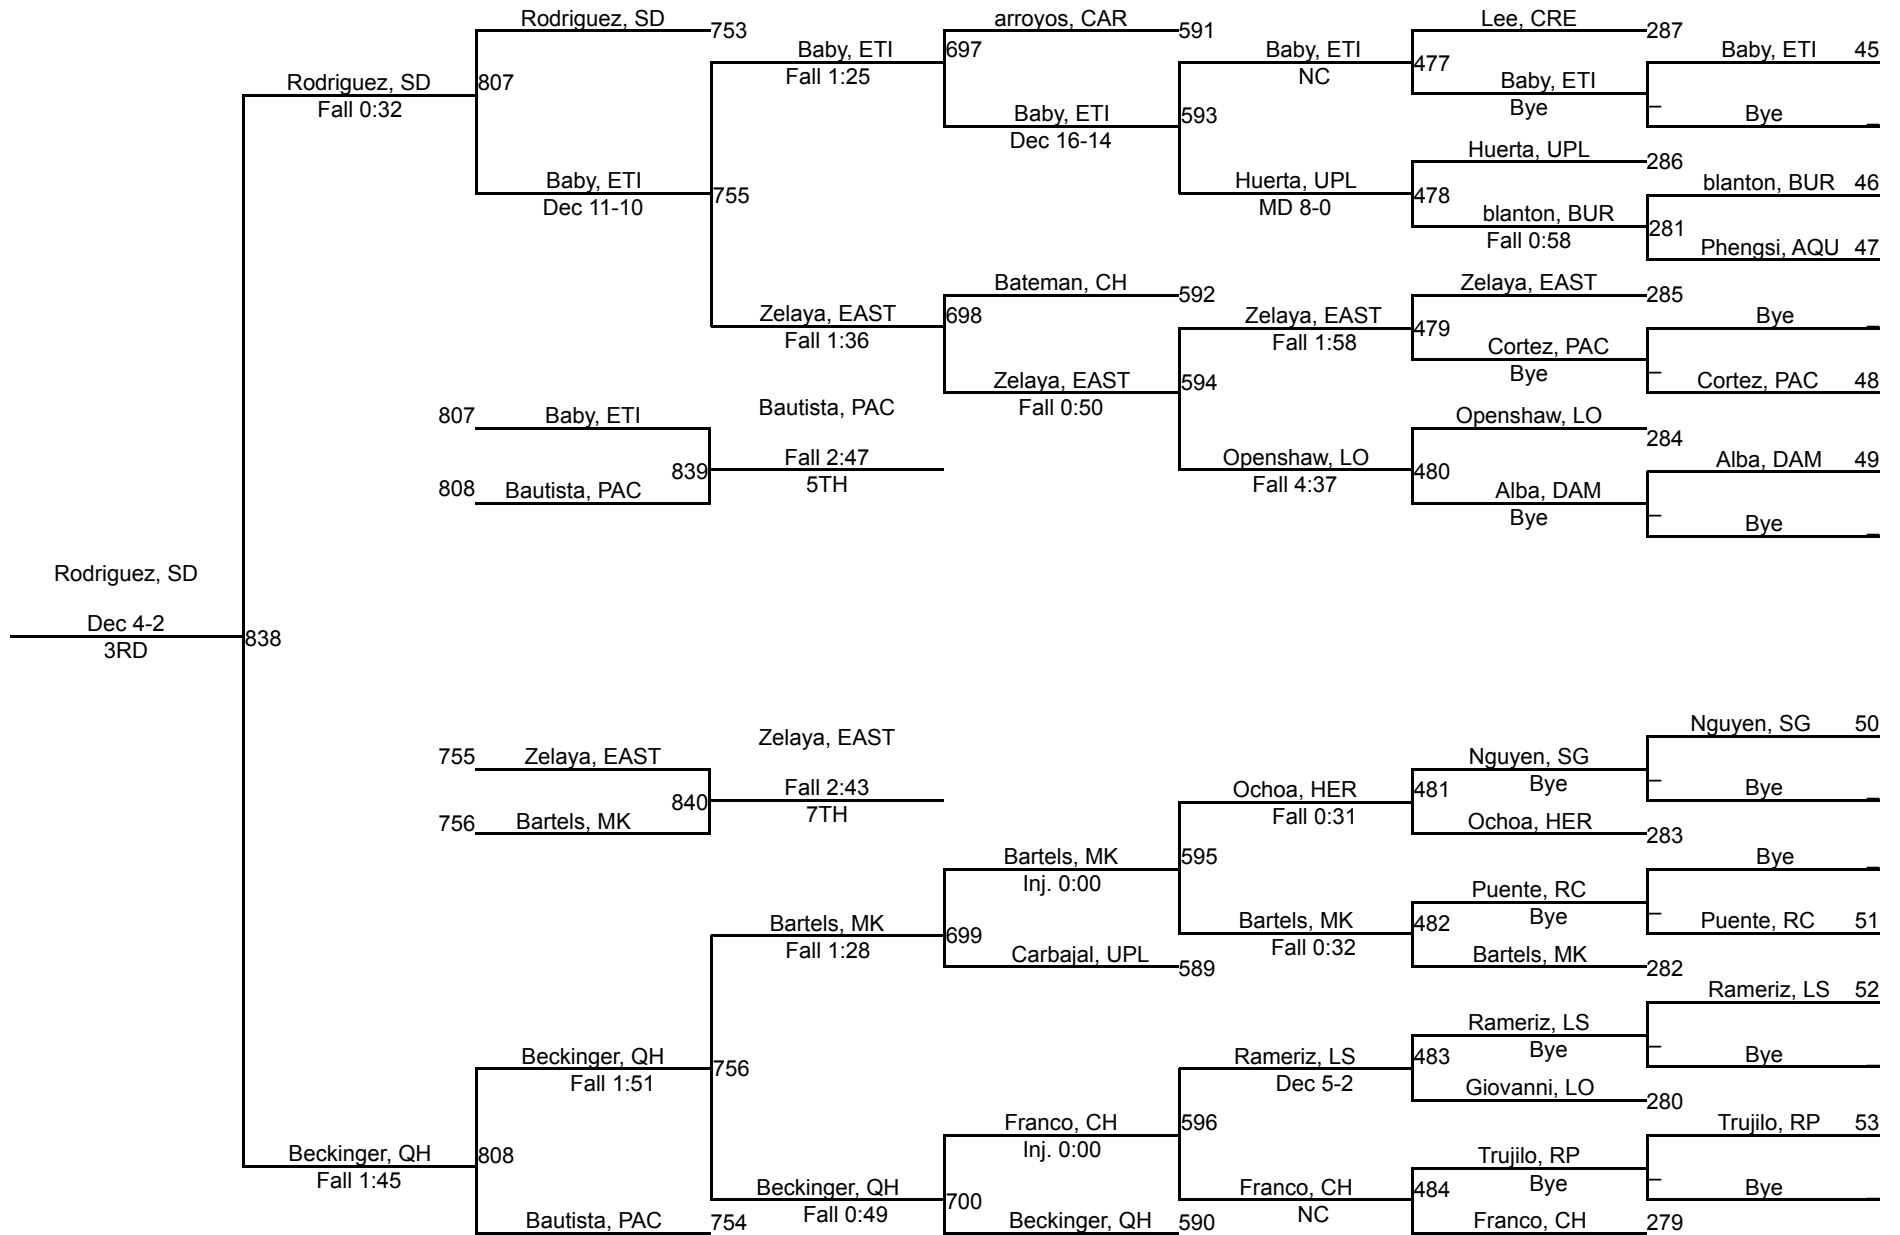 Rodriguez, SD
753
807
Rodriguez, SD
Fall 0:32
Baby, ETI
Dec 11-10
755
Baby, ETI
Fall 1:25
697
arroyos, CAR
591
Baby, ETI
Dec 16-14
593
Baby, ETI
NC
477
Lee, CRE
287
Baby, ETI
Bye
Baby, ETI 45
_
Bye _
Huerta, UPL
MD 8-0
478
Huerta, UPL
286
blanton, BUR
Fall 0:58
blanton, BUR 46
281
Phengsi, AQU 47
Zelaya, EAST
Fall 1:36
698
Bateman, CH
592
Zelaya, EAST
Fall 0:50
594
Zelaya, EAST
Fall 1:58
479
Zelaya, EAST
285
Cortez, PAC
Bye
Bye _
_
Cortez, PAC 48
Openshaw, LO
Fall 4:37
480
Openshaw, LO
284
Alba, DAM
Bye
Alba, DAM 49
_
Bye _
807 Baby, ETI
808 Bautista, PAC
839
Bautista, PAC
Fall 2:47
5TH
Rodriguez, SD
Dec 4-2
3RD
838
755 Zelaya, EAST
756 Bartels, MK
840
Zelaya, EAST
Fall 2:43
7TH
Nguyen, SG 50
_
Bye _
Nguyen, SG
Bye
481
Ochoa, HER
283
Ochoa, HER
Fall 0:31
595
Bartels, MK
Inj. 0:00
Bye _
_
Puente, RC 51
Puente, RC
Bye
482
Bartels, MK
282
Bartels, MK
Fall 0:32
Bartels, MK
Fall 1:28
699
Carbajal, UPL
589
Rameriz, LS 52
_
Bye _
Rameriz, LS
Bye
483
Giovanni, LO
280
Rameriz, LS
Dec 5-2
596
Beckinger, QH
Fall 1:51
756
Franco, CH
Inj. 0:00
Trujilo, RP 53
_
Bye _
Trujilo, RP
Bye
484
Franco, CH
279
Franco, CH
NC
Beckinger, QH
Fall 1:45
808
Beckinger, QH
Fall 0:49
700
Beckinger, QH
590
Bautista, PAC
754